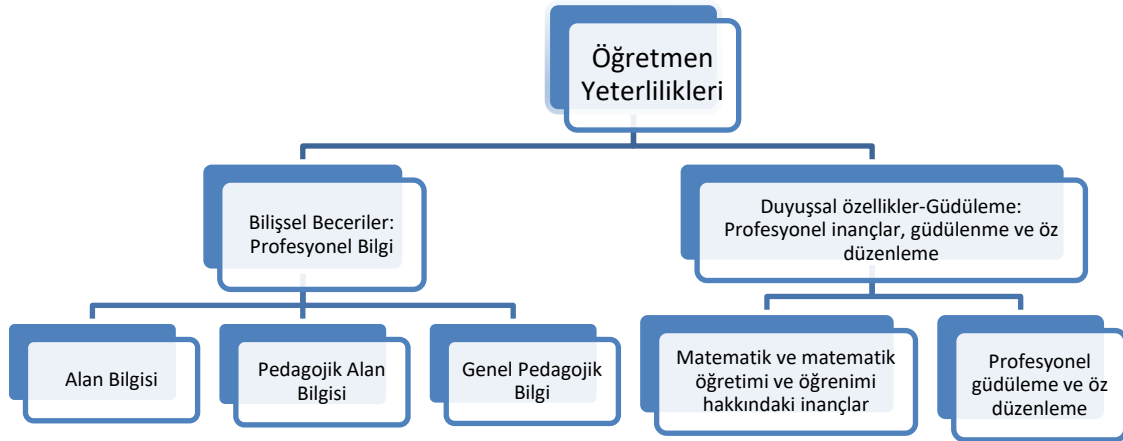 Öğretmen
Yeterlilikleri
Bilişsel Beceriler:
Profesyonel Bilgi
Duyuşsal özellikler-Güdüleme:
Profesyonel inançlar, güdülenme ve öz
düzenleme
Alan Bilgisi
Pedagojik Alan
Bilgisi
Genel Pedagojik
Bilgi
Matematik ve matematik
öğretimi ve öğrenimi
hakkındaki inançlar
Profesyonel
güdüleme ve öz
düzenleme